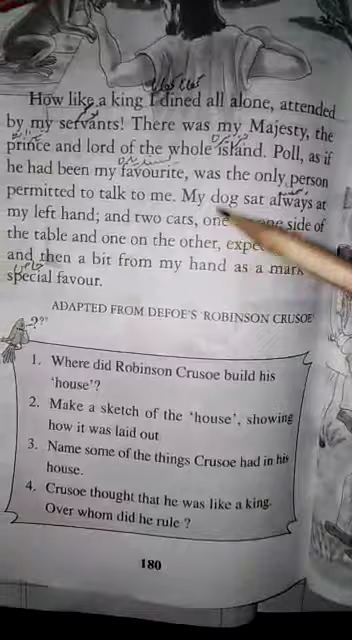 How like a king I dined all alone, attended
by my servants! There was my Majesty, the
prince and lord of the whole island. Poll, as if
he had been my favourite, was the only person
permitted to talk to me. My dog sat always at
my left hand; and two cats, one side of
the table and one on the other,
and then a bit from my hand as a mark
special favour.
ADAPTED FROM DEFOE'S 'ROBINSON CRUSOE'
1. Where did Robinson Crusoe build his
'house'?
2. Make a sketch of the 'house', showing
how it was laid out
3. Name some of the things Crusoe had in his
house.
4. Crusoe thought that he was like a king.
Over whom did he rule ?
180